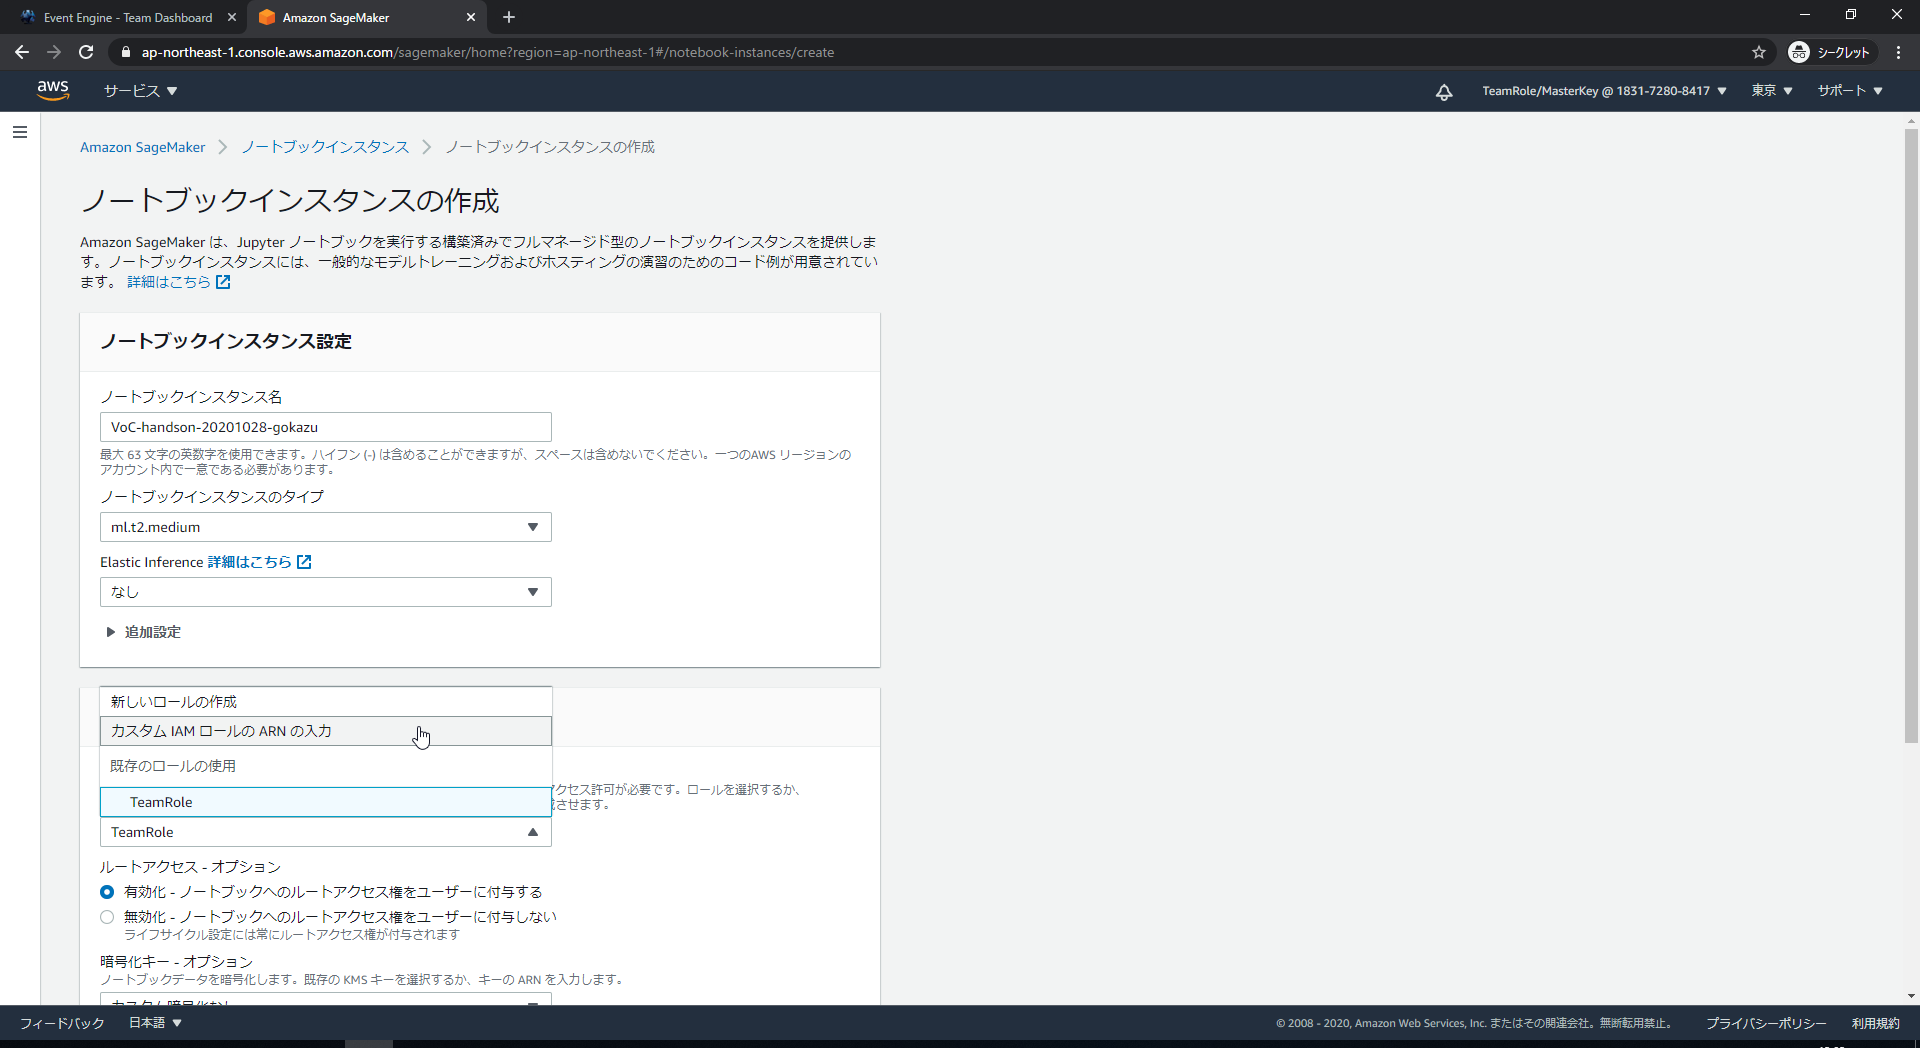 Event Engine - Team Dashboard
Amazon SageMaker
ap-northeast-1.console.aws.amazon.com/sagemaker/home?region=ap-northeast-1#/notebook-instances/create
シークレット
aws
サービス
TeamRole/MasterKey @ 1831-7280-8417
東京
サポート
Amazon SageMaker
ノートブックインスタンス
ノートブックインスタンスの作成
ノートブックインスタンスの作成
Amazon SageMaker は、Jupyter ノートブックを実行する構築済みでフルマネージド型のノートブックインスタンスを提供しま
す。ノートブックインスタンスには、一般的なモデルトレーニングおよびホスティングの演習のためのコード例が用意されてい
ます。 詳細はこちら
ノートブックインスタンス設定
ノートブックインスタンス名
VoC-handson-20201028-gokazu
最大 63 文字の英数字を使用できます。ハイフン (-) は含めることができますが、スペースは含めないでください。一つのAWS リージョンの
アカウント内で一意である必要があります。
ノートブックインスタンスのタイプ
ml.t2.medium
Elastic Inference 詳細はこちら
なし
追加設定
新しいロールの作成
カスタム IAM ロールの ARN の入力
既存のロールの使用
アクセス許可が必要です。ロールを選択するか、
TeamRole
させます。
TeamRole
ルートアクセス - オプション
有効化 - ノートブックへのルートアクセス権をユーザーに付与する
無効化 - ノートブックへのルートアクセス権をユーザーに付与しない
ライフサイクル設定には常にルートアクセス権が付与されます
暗号化キー - オプション
ノートブックデータを暗号化します。既存の KMS キーを選択するか、キーの ARN を入力します。
カスタム暗号化なし
フィードバック
日本語
© 2008 - 2020, Amazon Web Services, Inc. またはその関連会社。無断転用禁止。
プライバシーポリシー
利用規約